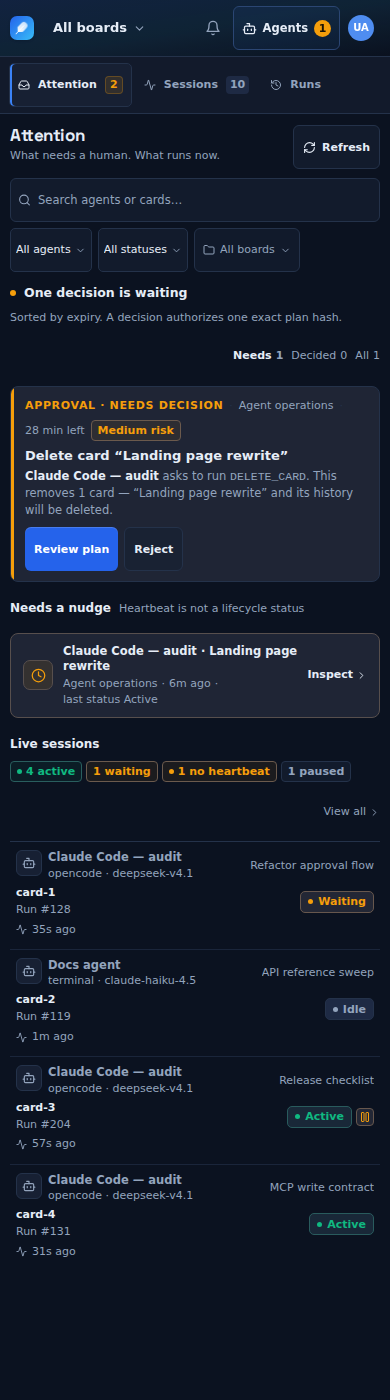 All boards
Agents 1
UA
Attention 2
Sessions 10
Runs
Attention
What needs a human. What runs now.
Refresh
Search agents or cards…
All agents
All statuses
All boards
One decision is waiting
Sorted by expiry. A decision authorizes one exact plan hash.
Needs 1 Decided 0 All 1
APPROVAL · NEEDS DECISION Agent operations
28 min left Medium risk
Delete card “Landing page rewrite”
Claude Code — audit asks to run DELETE_CARD. This
removes 1 card — “Landing page rewrite” and its history
will be deleted.
Review plan
Reject
Needs a nudge Heartbeat is not a lifecycle status
Claude Code — audit · Landing page
rewrite
Agent operations · 6m ago ·
last status Active
Inspect
Live sessions
4 active 1 waiting 1 no heartbeat 1 paused
View all
Claude Code — audit
opencode · deepseek-v4.1
Refactor approval flow
card-1
Run #128
Waiting
35s ago
Docs agent
terminal · claude-haiku-4.5
API reference sweep
card-2
Run #119
Idle
1m ago
Claude Code — audit
opencode · deepseek-v4.1
Release checklist
card-3
Run #204
Active
57s ago
Claude Code — audit
opencode · deepseek-v4.1
MCP write contract
card-4
Run #131
Active
31s ago